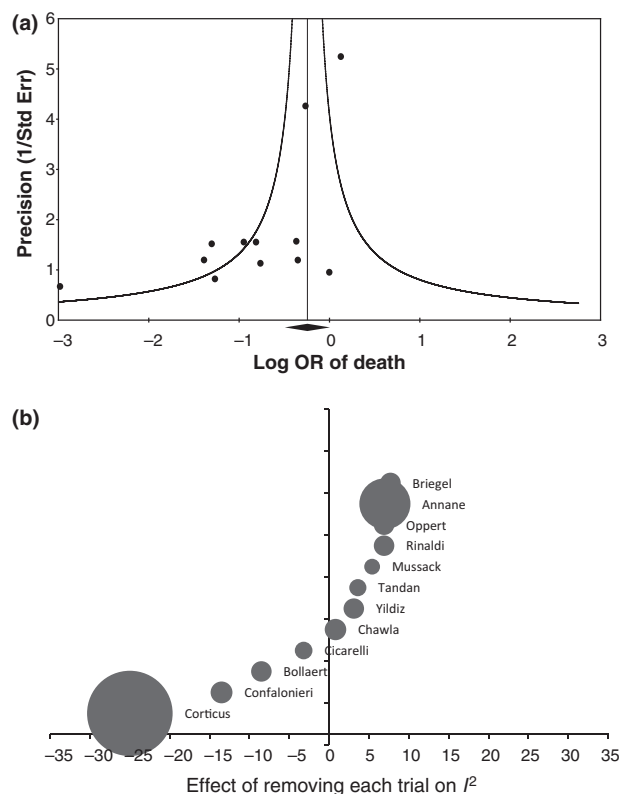 (a)
6
5
4
3
2
1
0
Precision (1/Std Err)
–3 –2 –1 0 1 2 3
Log OR of death
(b)
Briegel
Annane
Oppert
Rinaldi
Mussack
Tandan
Yildiz
Chawla
Cicarelli
Bollaert
Confalonieri
Corticus
–35 –30 –25 –20 –15 –10 –5 0 5 10 15 20 25 30 35
Effect of removing each trial on I²